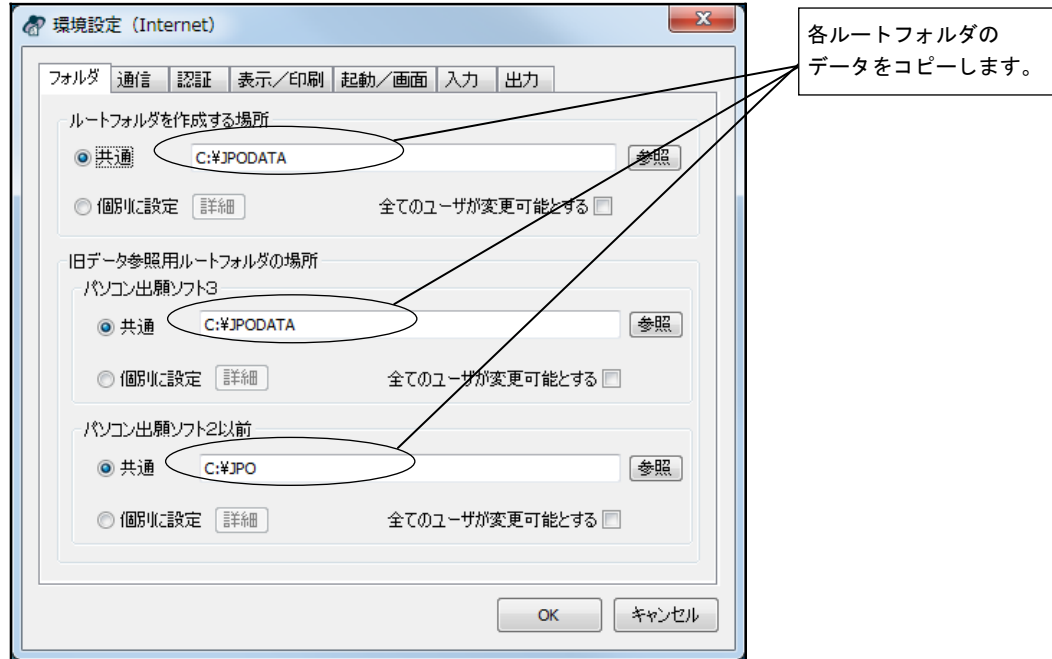 環境設定（Internet）
フォルダ 通信 認証 表示／印刷 起動／画面 入力 出力
ルートフォルダを作成する場所
共通 C:¥JPODATA 参照
個別に設定 詳細 全てのユーザが変更可能とする
旧データ参照用ルートフォルダの場所
パソコン出願ソフト3
共通 C:¥JPODATA 参照
個別に設定 詳細 全てのユーザが変更可能とする
パソコン出願ソフト2以前
共通 C:¥JPO 参照
個別に設定 詳細 全てのユーザが変更可能とする
OK キャンセル
各ルートフォルダの
データをコピーします。